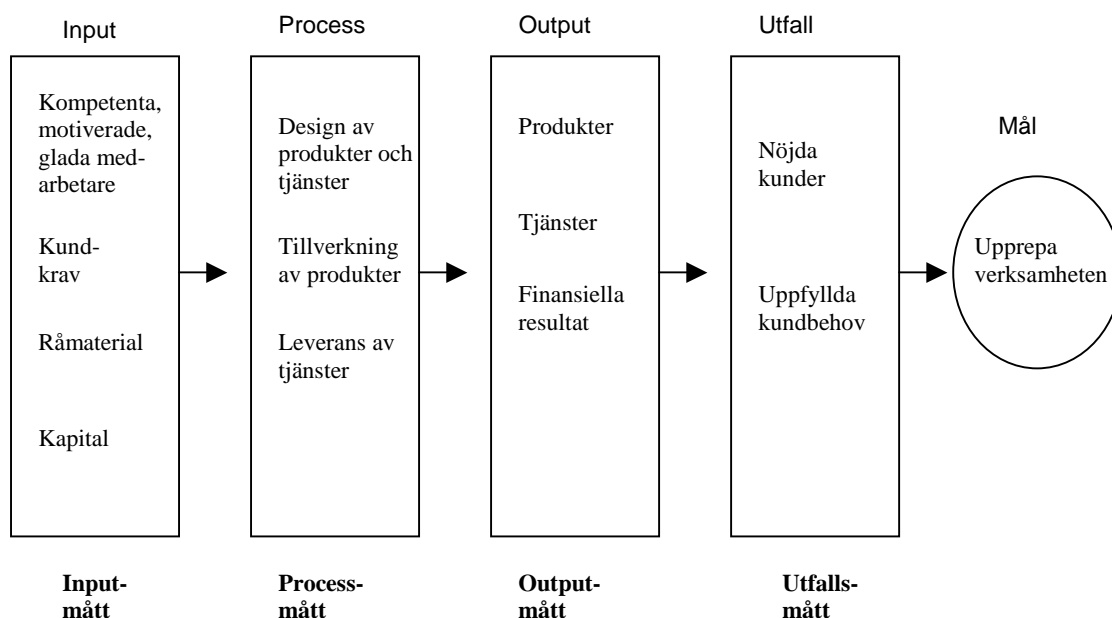 Input
Process
Output
Utfall
Mål
Kompetenta,
motiverade,
glada med-
arbetare
Kund-
krav
Råmaterial
Kapital
Design av
produkter och
tjänster
Tillverkning
av produkter
Leverans av
tjänster
Produkter
Tjänster
Finansiella
resultat
Nöjda
kunder
Uppfyllda
kundbehov
Upprepa
verksamheten
Input-
mått
Process-
mått
Output-
mått
Utfalls-
mått